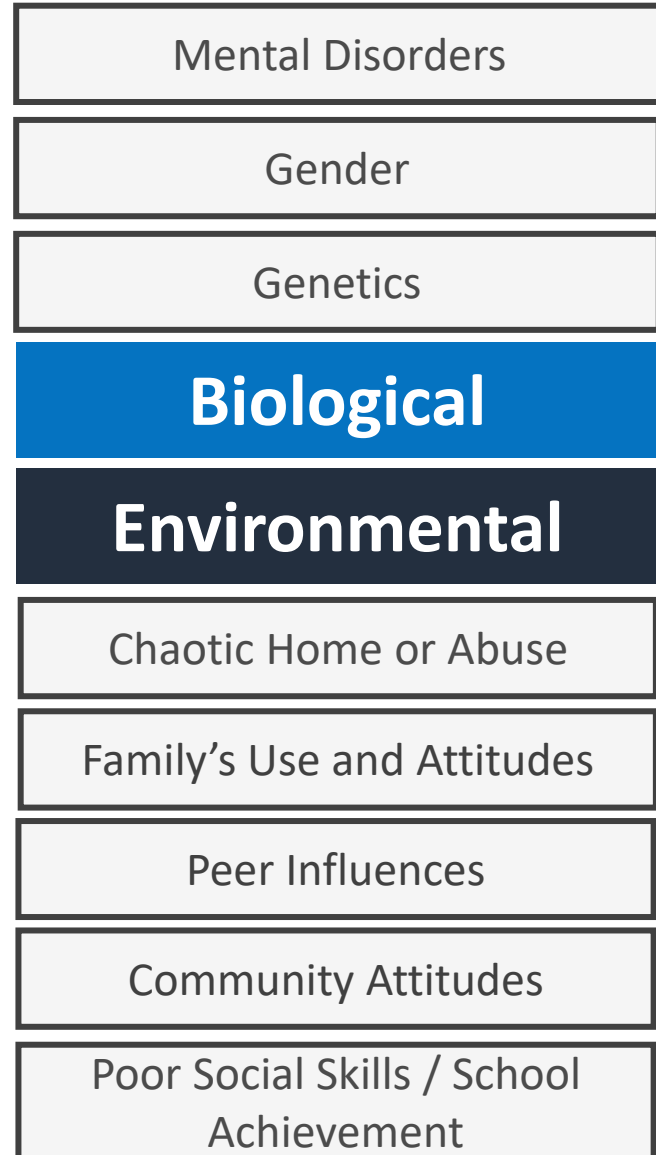 Mental Disorders
Gender
Genetics
Biological
Environmental
Chaotic Home or Abuse
Family’s Use and Attitudes
Peer Influences
Community Attitudes
Poor Social Skills / School
Achievement